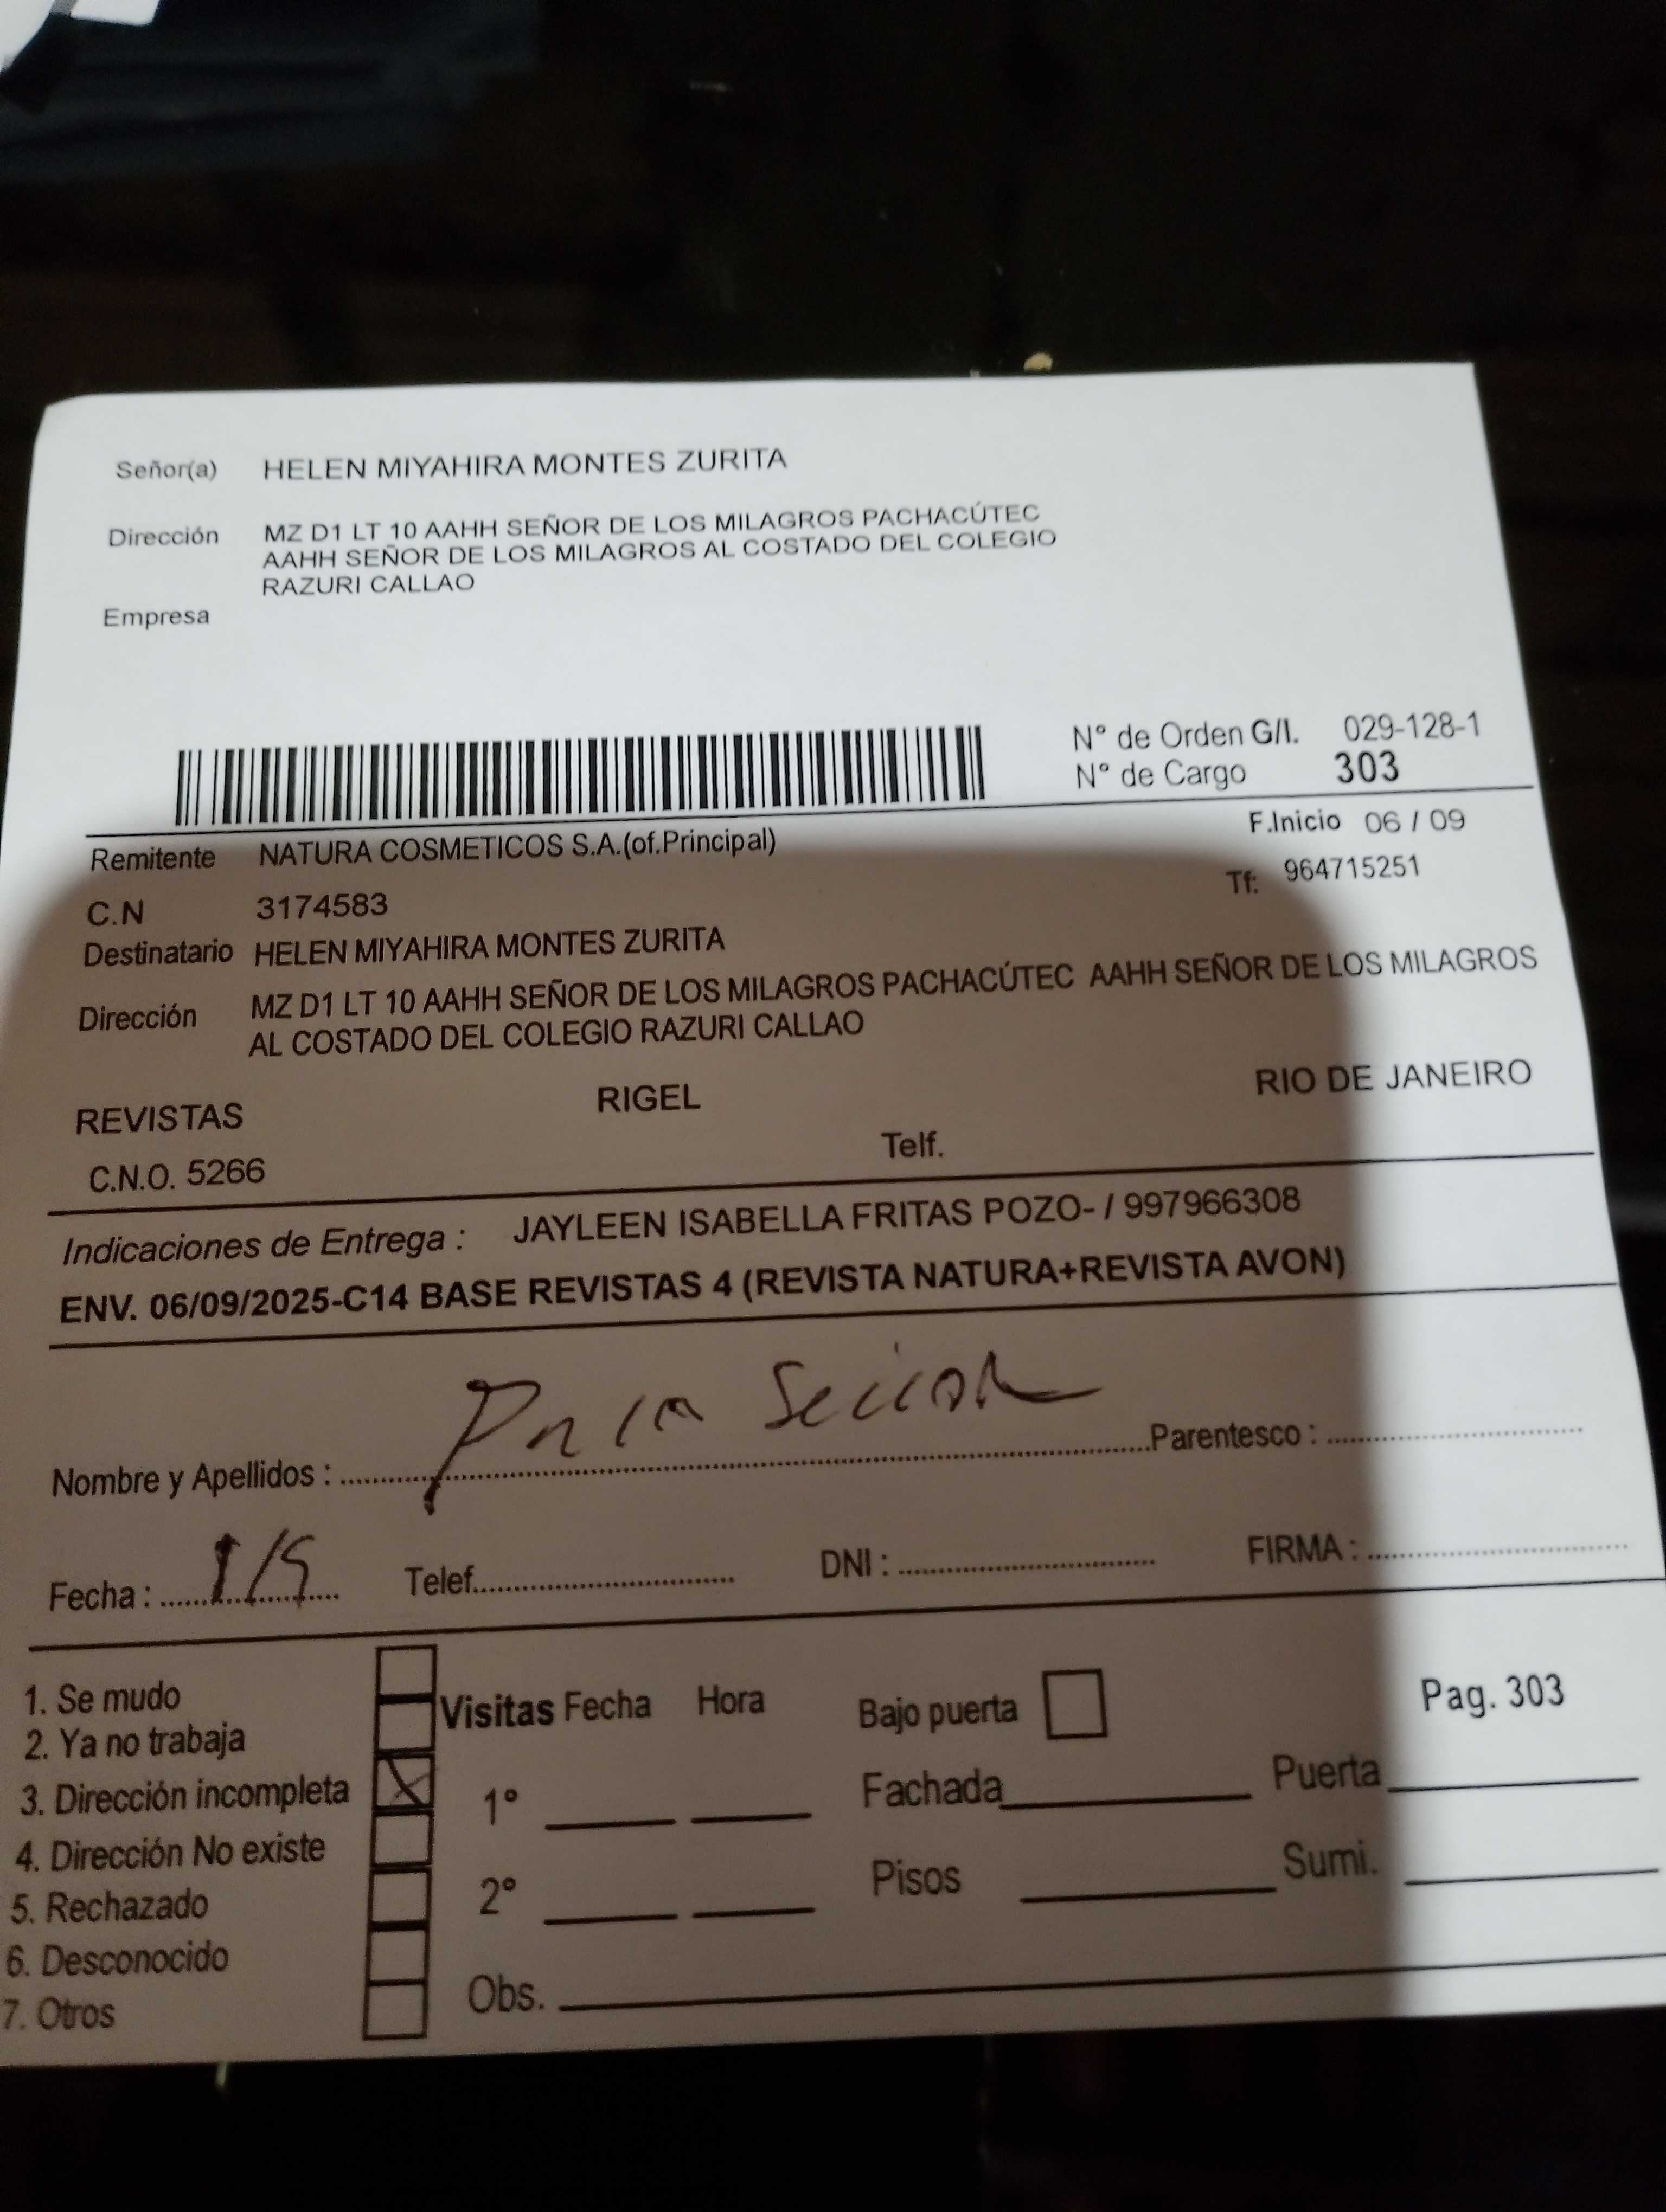 Señor(a) HELEN MIYAHIRA MONTES ZURITA
Dirección MZ D1 LT 10 AAHH SEÑOR DE LOS MILAGROS PACHACÚTEC
AAHH SEÑOR DE LOS MILAGROS AL COSTADO DEL COLEGIO
RAZURI CALLAO
Empresa
N° de Orden G/I. 029-128-1
N° de Cargo 303
F.Inicio 06 / 09
Remitente NATURA COSMETICOS S.A.(of.Principal)
Tf: 964715251
C.N 3174583
Destinatario HELEN MIYAHIRA MONTES ZURITA
Dirección MZ D1 LT 10 AAHH SEÑOR DE LOS MILAGROS PACHACÚTEC AAHH SEÑOR DE LOS MILAGROS
AL COSTADO DEL COLEGIO RAZURI CALLAO
REVISTAS RIGEL RIO DE JANEIRO
C.N.O. 5266 Telf.
Indicaciones de Entrega : JAYLEEN ISABELLA FRITAS POZO- / 997966308
ENV. 06/09/2025-C14 BASE REVISTAS 4 (REVISTA NATURA+REVISTA AVON)
Nombre y Apellidos : Parentesco :
Fecha : Telef. DNI : FIRMA :
1. Se mudo
2. Ya no trabaja
3. Dirección incompleta
4. Dirección No existe
5. Rechazado
6. Desconocido
7. Otros
Visitas Fecha Hora
1°
2°
Obs.
Bajo puerta
Fachada Puerta
Pisos Sumi.
Pag. 303